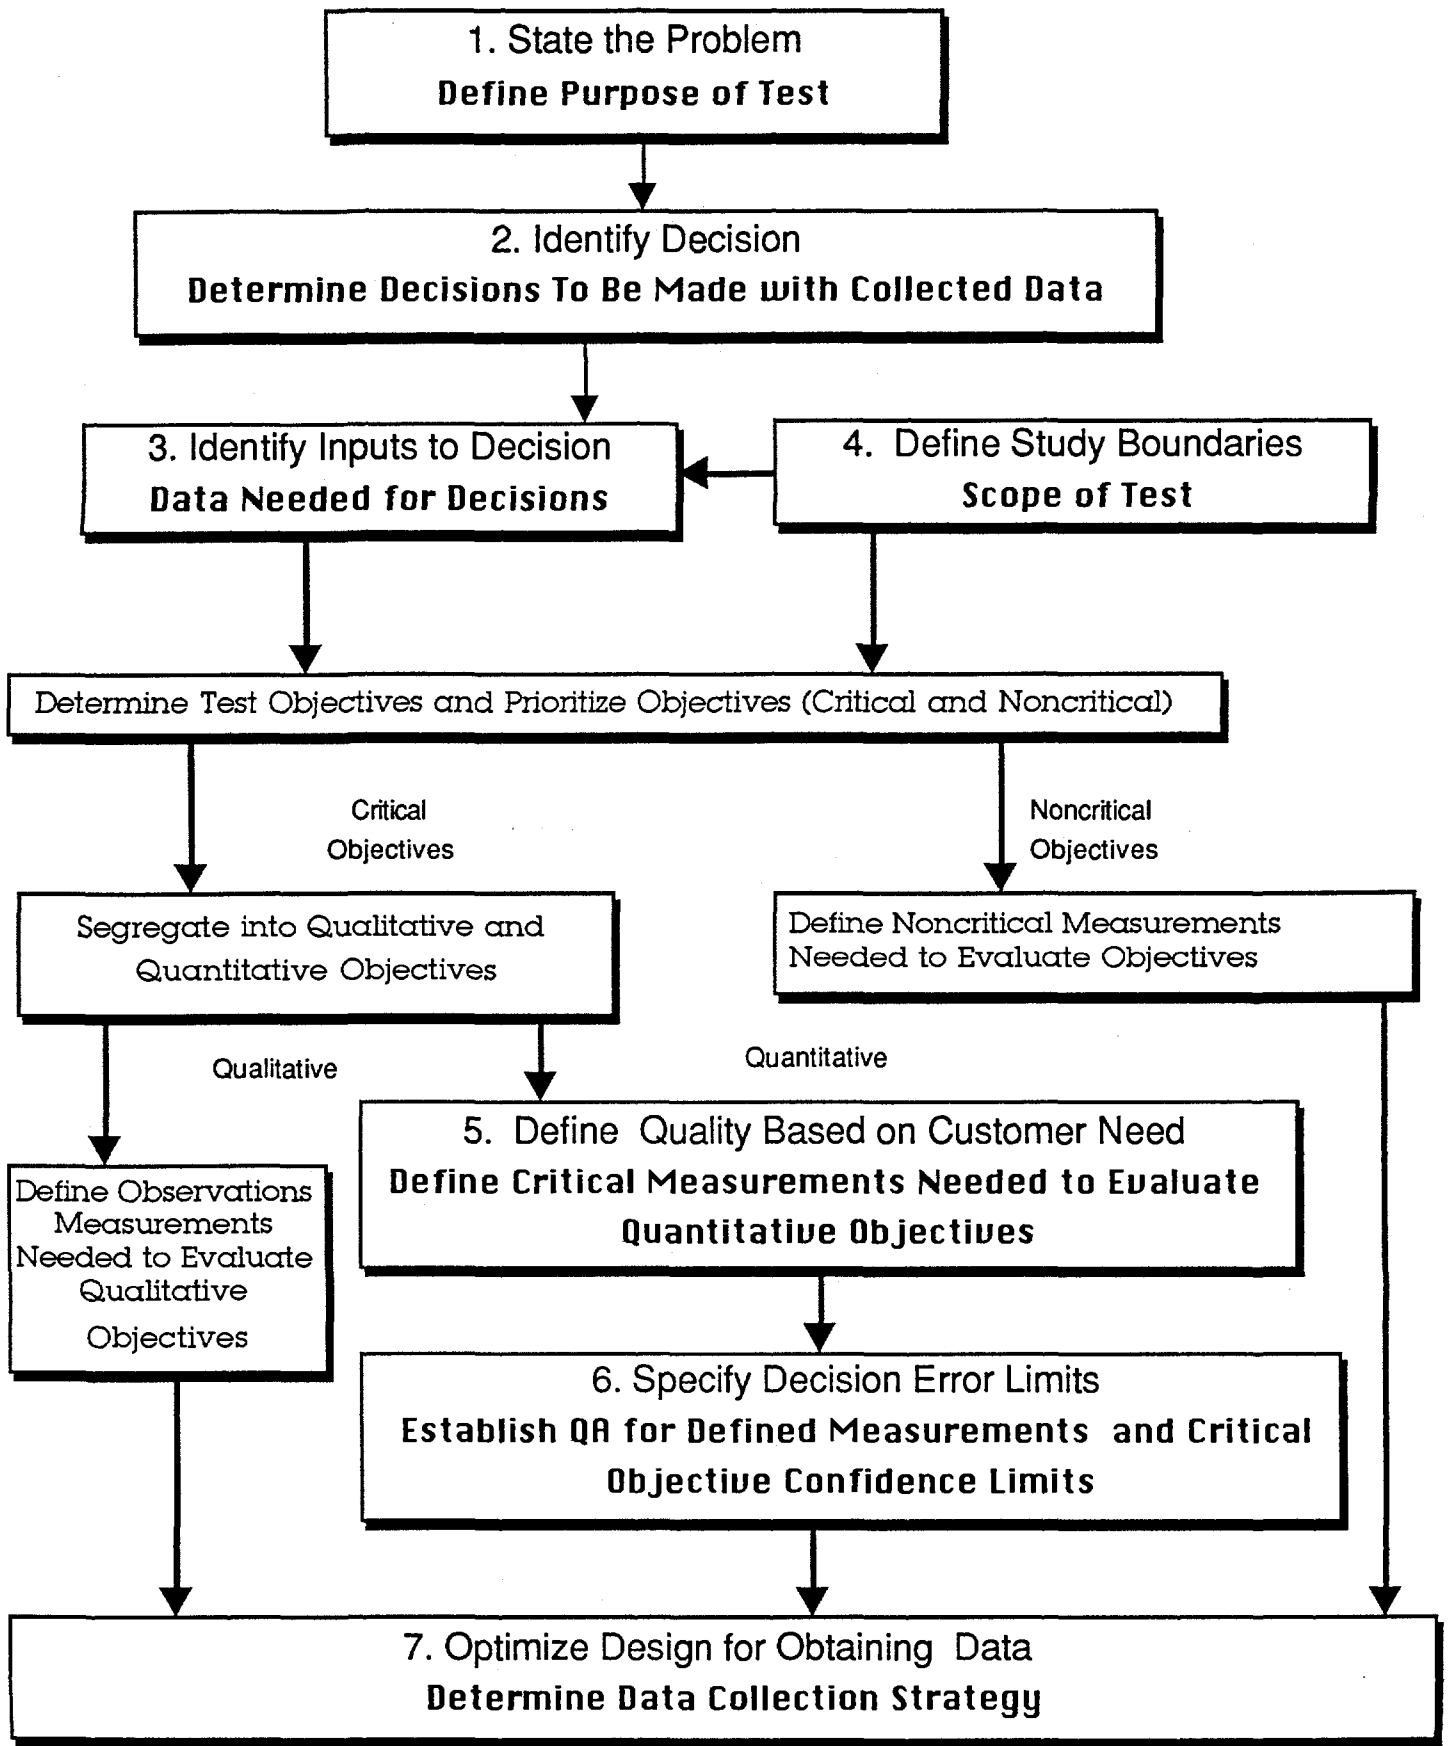 1. State the Problem
Define Purpose of Test
2. Identify Decision
Determine Decisions To Be Made with Collected Data
3. Identify Inputs to Decision
Data Needed for Decisions
4. Define Study Boundaries
Scope of Test
Determine Test Objectives and Prioritize Objectives (Critical and Noncritical)
Critical
Objectives
Noncritical
Objectives
Segregate into Qualitative and
Quantitative Objectives
Define Noncritical Measurements
Needed to Evaluate Objectives
Qualitative
Quantitative
Define Observations
Measurements
Needed to Evaluate
Qualitative
Objectives
5. Define Quality Based on Customer Need
Define Critical Measurements Needed to Evaluate
Quantitative Objectives
6. Specify Decision Error Limits
Establish QA for Defined Measurements and Critical
Objective Confidence Limits
7. Optimize Design for Obtaining Data
Determine Data Collection Strategy